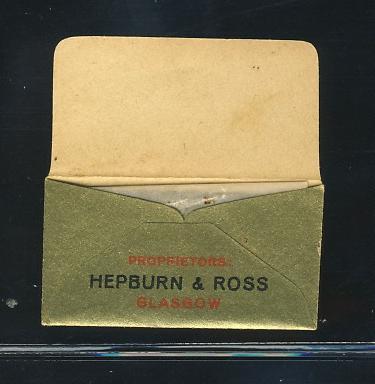 PROPRIETORS:
HEPBURN & ROSS
GLASGOW